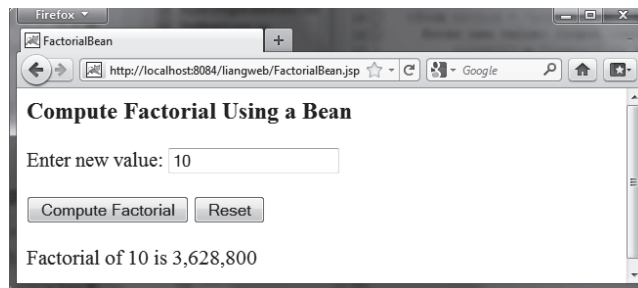 Firefox
FactorialBean
+
http://localhost:8084/liangweb/FactorialBean.jsp
Google
Compute Factorial Using a Bean
Enter new value: 10
Compute Factorial Reset
Factorial of 10 is 3,628,800